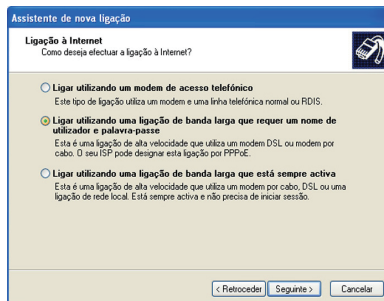 Assistente de nova ligação
Ligação à Internet
Como deseja efectuar a ligação à Internet?
Ligar utilizando um modem de acesso telefónico
Este tipo de ligação utiliza um modem e uma linha telefónica normal ou RDIS.
Ligar utilizando uma ligação de banda larga que requer um nome de
utilizador e palavra-passe
Esta é uma ligação de alta velocidade que utiliza um modem DSL ou modem por
cabo. O seu ISP pode designar esta ligação por PPPoE.
Ligar utilizando uma ligação de banda larga que está sempre activa
Esta é uma ligação de alta velocidade que utiliza um modem por cabo, DSL ou uma
ligação de rede local. Está sempre activa e não precisa de iniciar sessão.
< Retroceder Seguinte > Cancelar